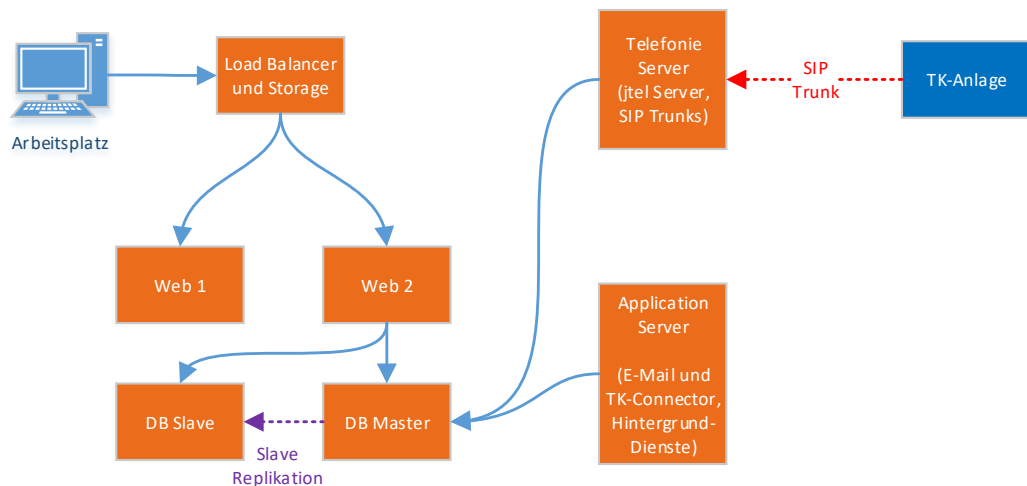 Arbeitsplatz
Load Balancer
und Storage
Telefonie
Server
(jtel Server,
SIP Trunks)
SIP
Trunk
TK-Anlage
Web 1
Web 2
DB Slave
Slave
Replikation
DB Master
Application
Server
(E-Mail und
TK-Connector,
Hintergrund-
Dienste)